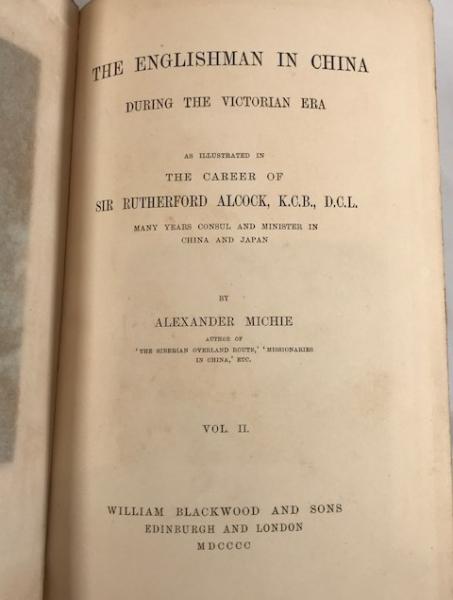 THE ENGLISHMAN IN CHINA
DURING THE VICTORIAN ERA
AS ILLUSTRATED IN
THE CAREER OF
SIR RUTHERFORD ALCOCK, K.C.B., D.C.L.
MANY YEARS CONSUL AND MINISTER IN
CHINA AND JAPAN
BY
ALEXANDER MICHIE
AUTHOR OF
'THE SIBERIAN OVERLAND ROUTE,' 'MISSIONARIES
IN CHINA,' ETC.
VOL. II.
WILLIAM BLACKWOOD AND SONS
EDINBURGH AND LONDON
MDCCCC